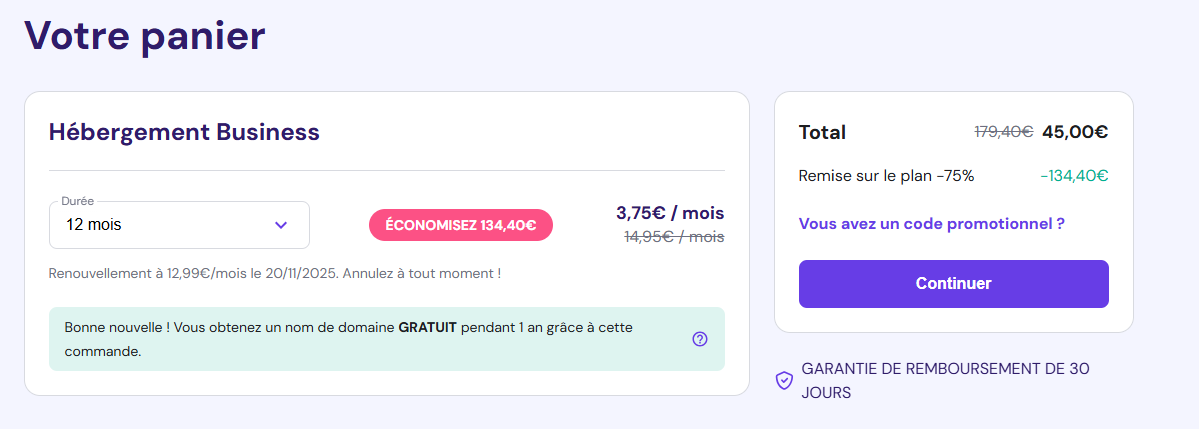 Votre panier
Hébergement Business
Durée
12 mois
ÉCONOMISEZ 134,40€
3,75€ / mois
14,95€ / mois
Renouvellement à 12,99€/mois le 20/11/2025. Annulez à tout moment !
Bonne nouvelle ! Vous obtenez un nom de domaine GRATUIT pendant 1 an grâce à cette
commande.
Total 179,40€ 45,00€
Remise sur le plan -75% -134,40€
Vous avez un code promotionnel ?
Continuer
GARANTIE DE REMBOURSEMENT DE 30
JOURS